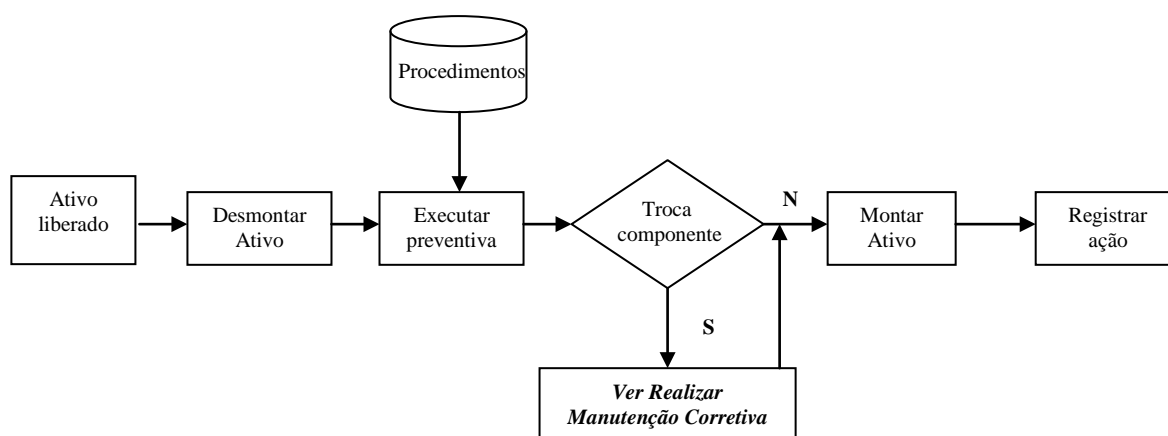 Procedimentos
Ativo
liberado
Desmontar
Ativo
Executar
preventiva
Troca
componente
N
Montar
Ativo
Registrar
ação
S
Ver Realizar
Manutenção Corretiva